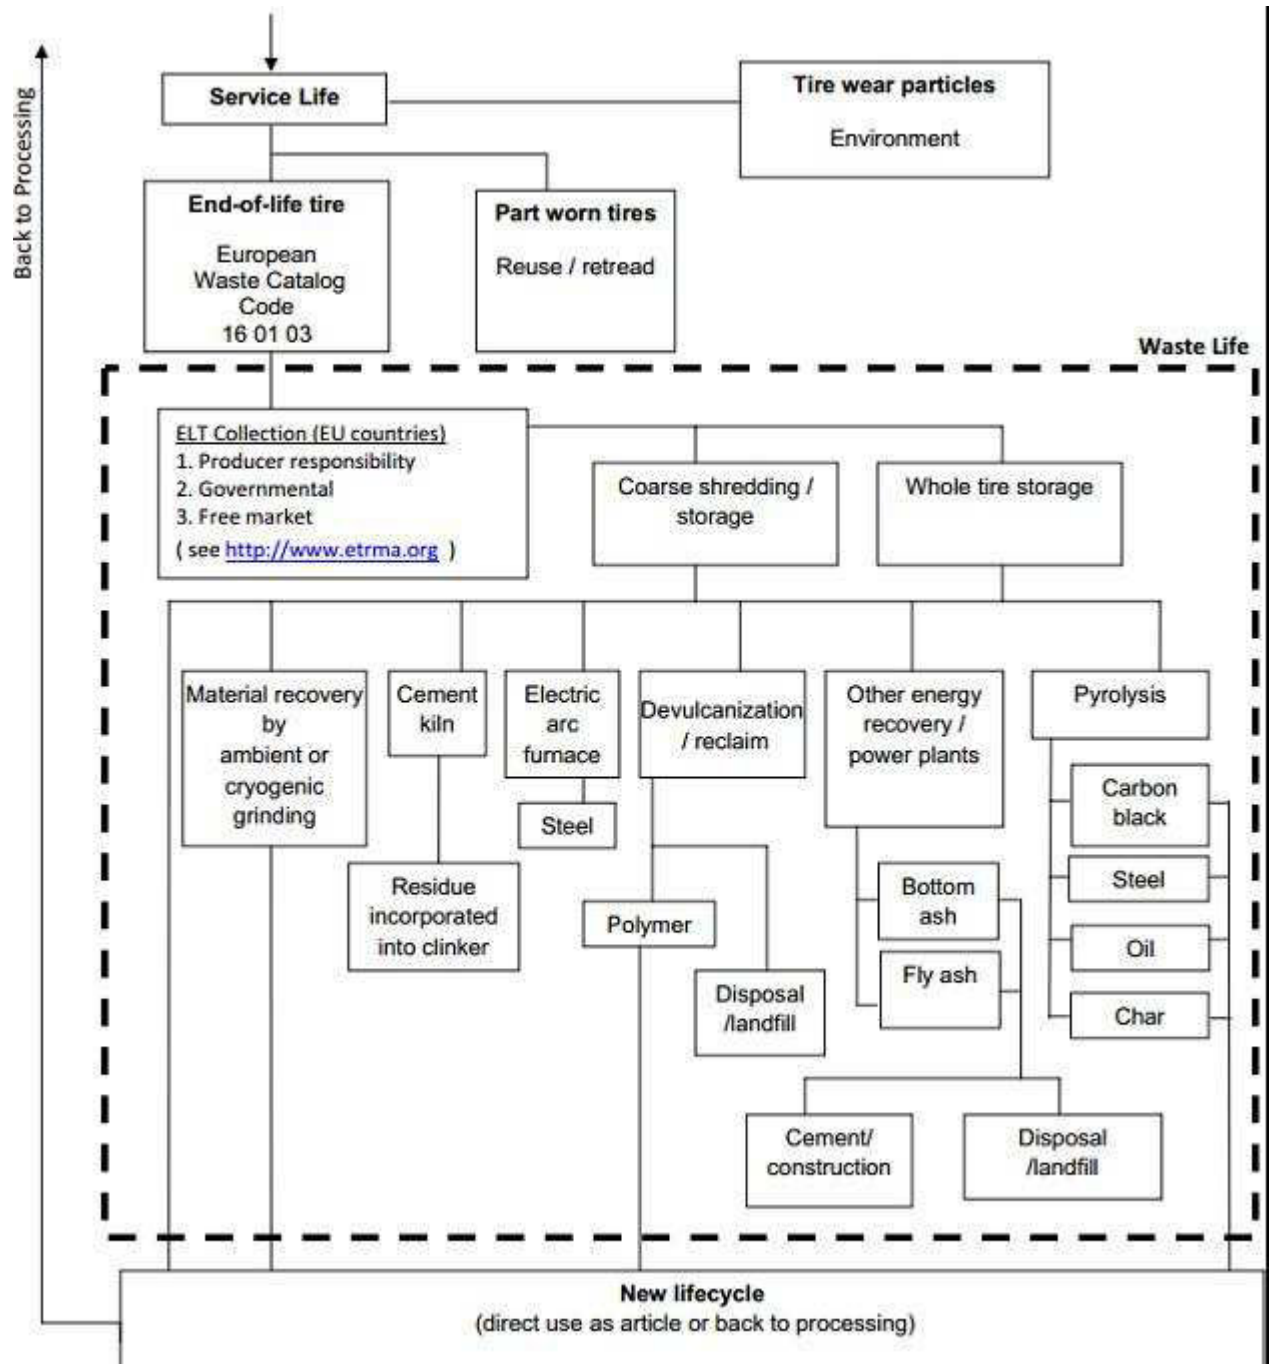 Back to Processing
Service Life
Tire wear particles
Environment
End-of-life tire
European
Waste Catalog
Code
16 01 03
Part worn tires
Reuse / retread
Waste Life
ELT Collection (EU countries)
1. Producer responsibility
2. Governmental
3. Free market
( see http://www.etrma.org )
Coarse shredding /
storage
Whole tire storage
Material recovery
by
ambient or
cryogenic
grinding
Cement
kiln
Electric
arc
furnace
Devulcanization
/ reclaim
Other energy
recovery /
power plants
Pyrolysis
Steel
Residue
incorporated
into clinker
Polymer
Disposal
/landfill
Bottom
ash
Fly ash
Carbon
black
Steel
Oil
Char
Cement/
construction
Disposal
/landfill
New lifecycle
(direct use as article or back to processing)